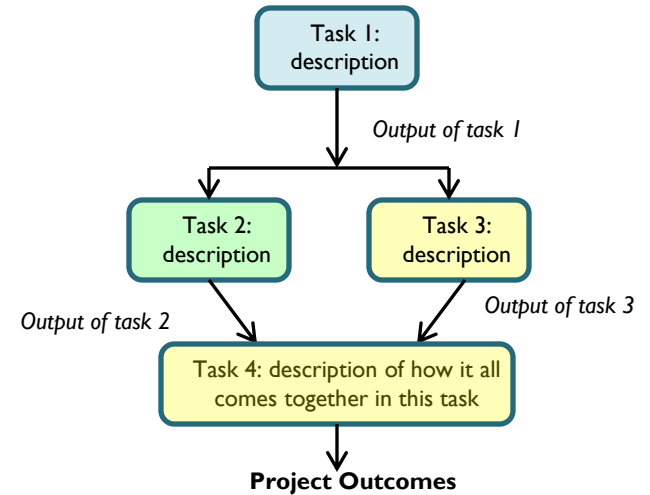 Task 1:
description
Output of task 1
Task 2:
description
Task 3:
description
Output of task 2
Output of task 3
Task 4: description of how it all
comes together in this task
Project Outcomes